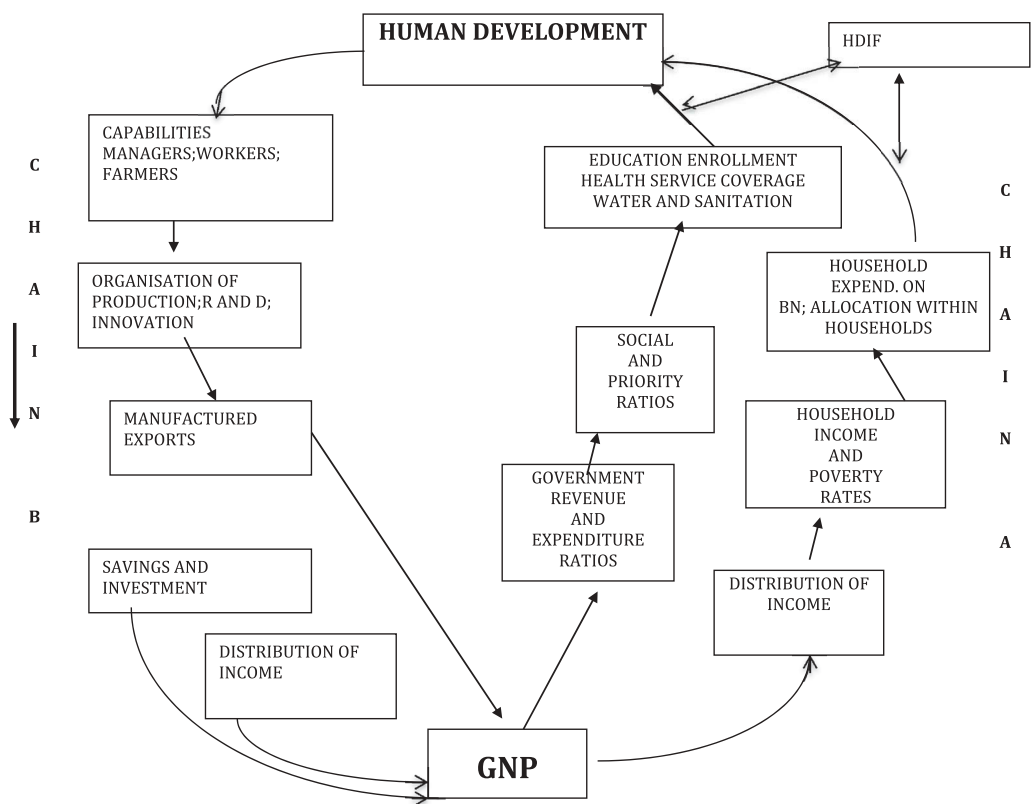 HUMAN DEVELOPMENT
HDIF
CAPABILITIES
MANAGERS;WORKERS;
FARMERS
EDUCATION ENROLLMENT
HEALTH SERVICE COVERAGE
WATER AND SANITATION
ORGANISATION OF
PRODUCTION;R AND D;
INNOVATION
HOUSEHOLD
EXPEND. ON
BN; ALLOCATION WITHIN
HOUSEHOLDS
SOCIAL
AND
PRIORITY
RATIOS
MANUFACTURED
EXPORTS
HOUSEHOLD
INCOME
AND
POVERTY
RATES
GOVERNMENT
REVENUE
AND
EXPENDITURE
RATIOS
SAVINGS AND
INVESTMENT
DISTRIBUTION OF
INCOME
DISTRIBUTION OF
INCOME
GNP
C
H
A
I
N
B
C
H
A
I
N
A